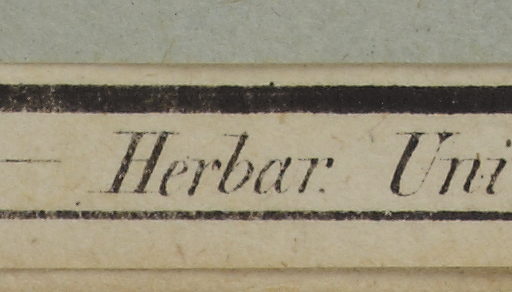 — Herbar. Uni